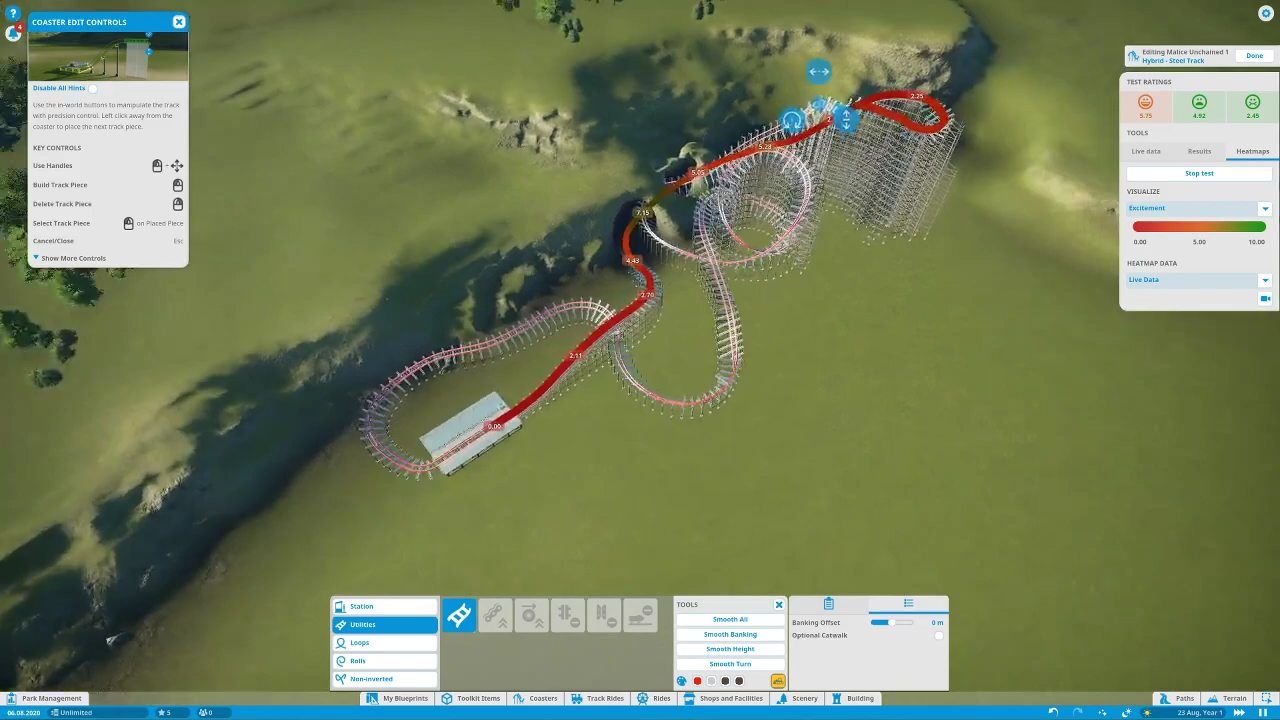 ?
4
COASTER EDIT CONTROLS
Disable All Hints
Use the in-world buttons to manipulate the track
with precision control. Left click away from the
coaster to place the next track piece.
KEY CONTROLS
Use Handles
Build Track Piece
Delete Track Piece
Select Track Piece on Placed Piece
Cancel/Close Esc
Show More Controls
Editing Malice Unchained 1
Hybrid - Steel Track
Done
TEST RATINGS
5.75 4.92 2.45
TOOLS
Live data Results Heatmaps
Stop test
VISUALIZE
Excitement
0.00 5.00 10.00
HEATMAP DATA
Live Data
2.25
5.23
5.05
7.15
4.43
2.70
2.11
0.00
Station
Utilities
Loops
Rolls
Non-inverted
TOOLS
Smooth All
Smooth Banking
Smooth Height
Smooth Turn
Banking Offset 0 m
Optional Catwalk
Park Management
My Blueprints Toolkit Items Coasters Track Rides Rides Shops and Facilities Scenery Building
Paths Terrain
06.08.2020 Unlimited 5 0
23 Aug, Year 1